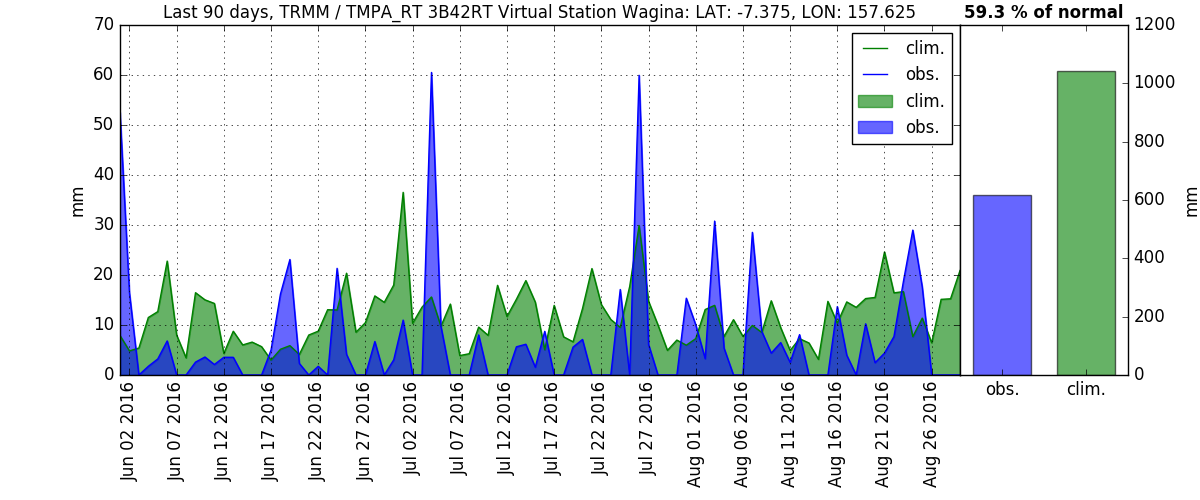 Last 90 days, TRMM / TMPA_RT 3B42RT Virtual Station Wagina: LAT: -7.375, LON: 157.625
59.3 % of normal
70
60
50
40
30
20
10
0
mm
clim.
obs.
clim.
obs.
Jun 02 2016
Jun 07 2016
Jun 12 2016
Jun 17 2016
Jun 22 2016
Jun 27 2016
Jul 02 2016
Jul 07 2016
Jul 12 2016
Jul 17 2016
Jul 22 2016
Jul 27 2016
Aug 01 2016
Aug 06 2016
Aug 11 2016
Aug 16 2016
Aug 21 2016
Aug 26 2016
obs.
clim.
1200
1000
800
600
400
200
0
mm